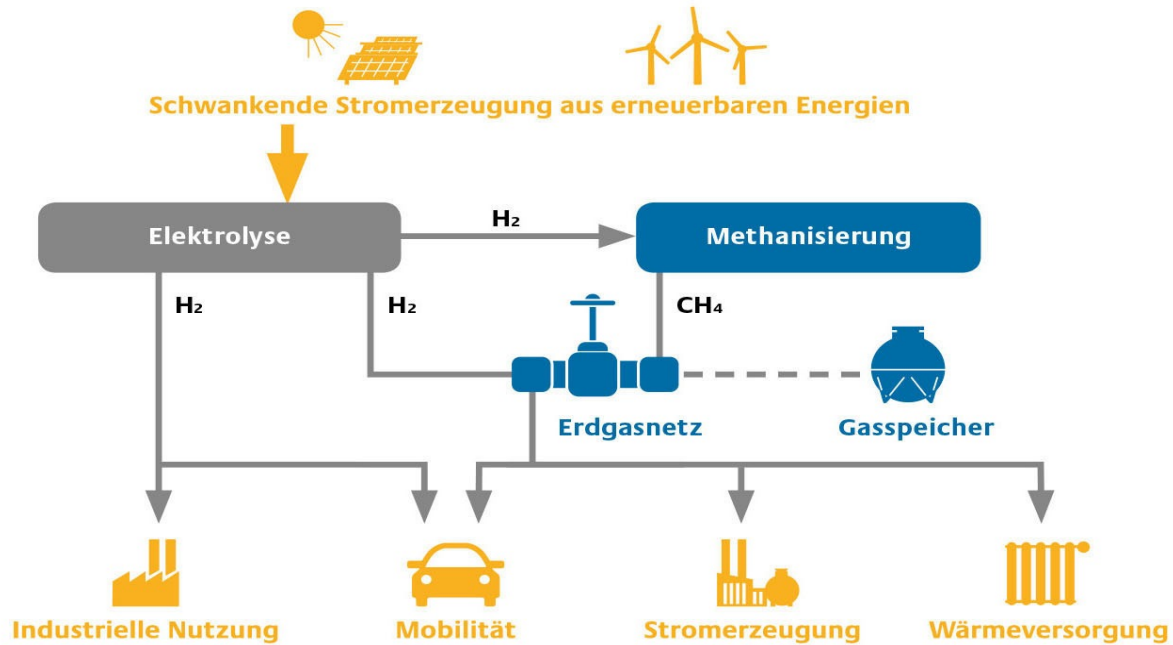 Schwankende Stromerzeugung aus erneuerbaren Energien
Elektrolyse
H₂
Methanisierung
H₂
H₂
CH₄
Erdgasnetz
Gasspeicher
Industrielle Nutzung
Mobilität
Stromerzeugung
Wärmeversorgung